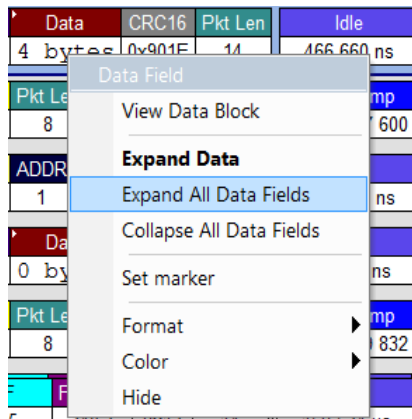 Data CRC16 Pkt Len Idle
4 bytes 0x901E 14 466.660 ns
Data Field
Pkt Le mp
View Data Block
8 600
Expand Data
ADDR
Expand All Data Fields
1 ns
Collapse All Data Fields
Da
0 by ns
Set marker
Pkt Le mp
Format
8 832
Color
F F
Hide